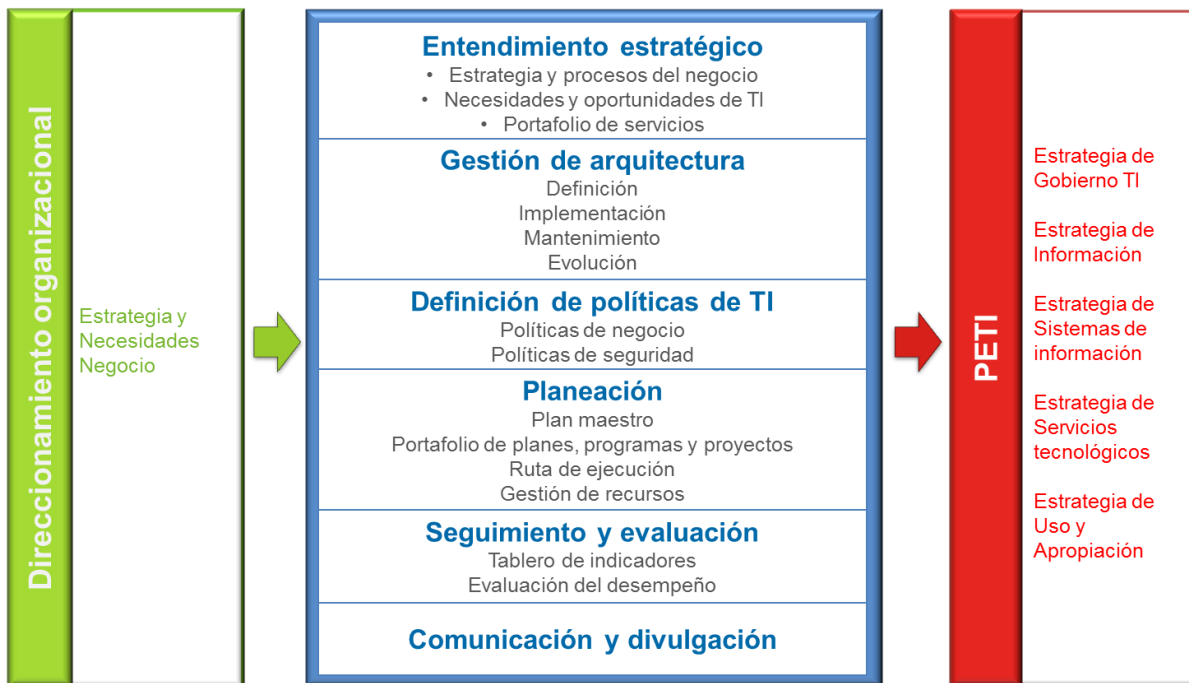 Direccionamiento organizacional
Estrategia y
Necesidades
Negocio
Entendimiento estratégico
• Estrategia y procesos del negocio
• Necesidades y oportunidades de TI
• Portafolio de servicios
Gestión de arquitectura
Definición
Implementación
Mantenimiento
Evolución
Definición de políticas de TI
Políticas de negocio
Políticas de seguridad
Planeación
Plan maestro
Portafolio de planes, programas y proyectos
Ruta de ejecución
Gestión de recursos
Seguimiento y evaluación
Tablero de indicadores
Evaluación del desempeño
Comunicación y divulgación
PETI
Estrategia de
Gobierno TI
Estrategia de
Información
Estrategia de
Sistemas de
información
Estrategia de
Servicios
tecnológicos
Estrategia de
Uso y
Apropiación